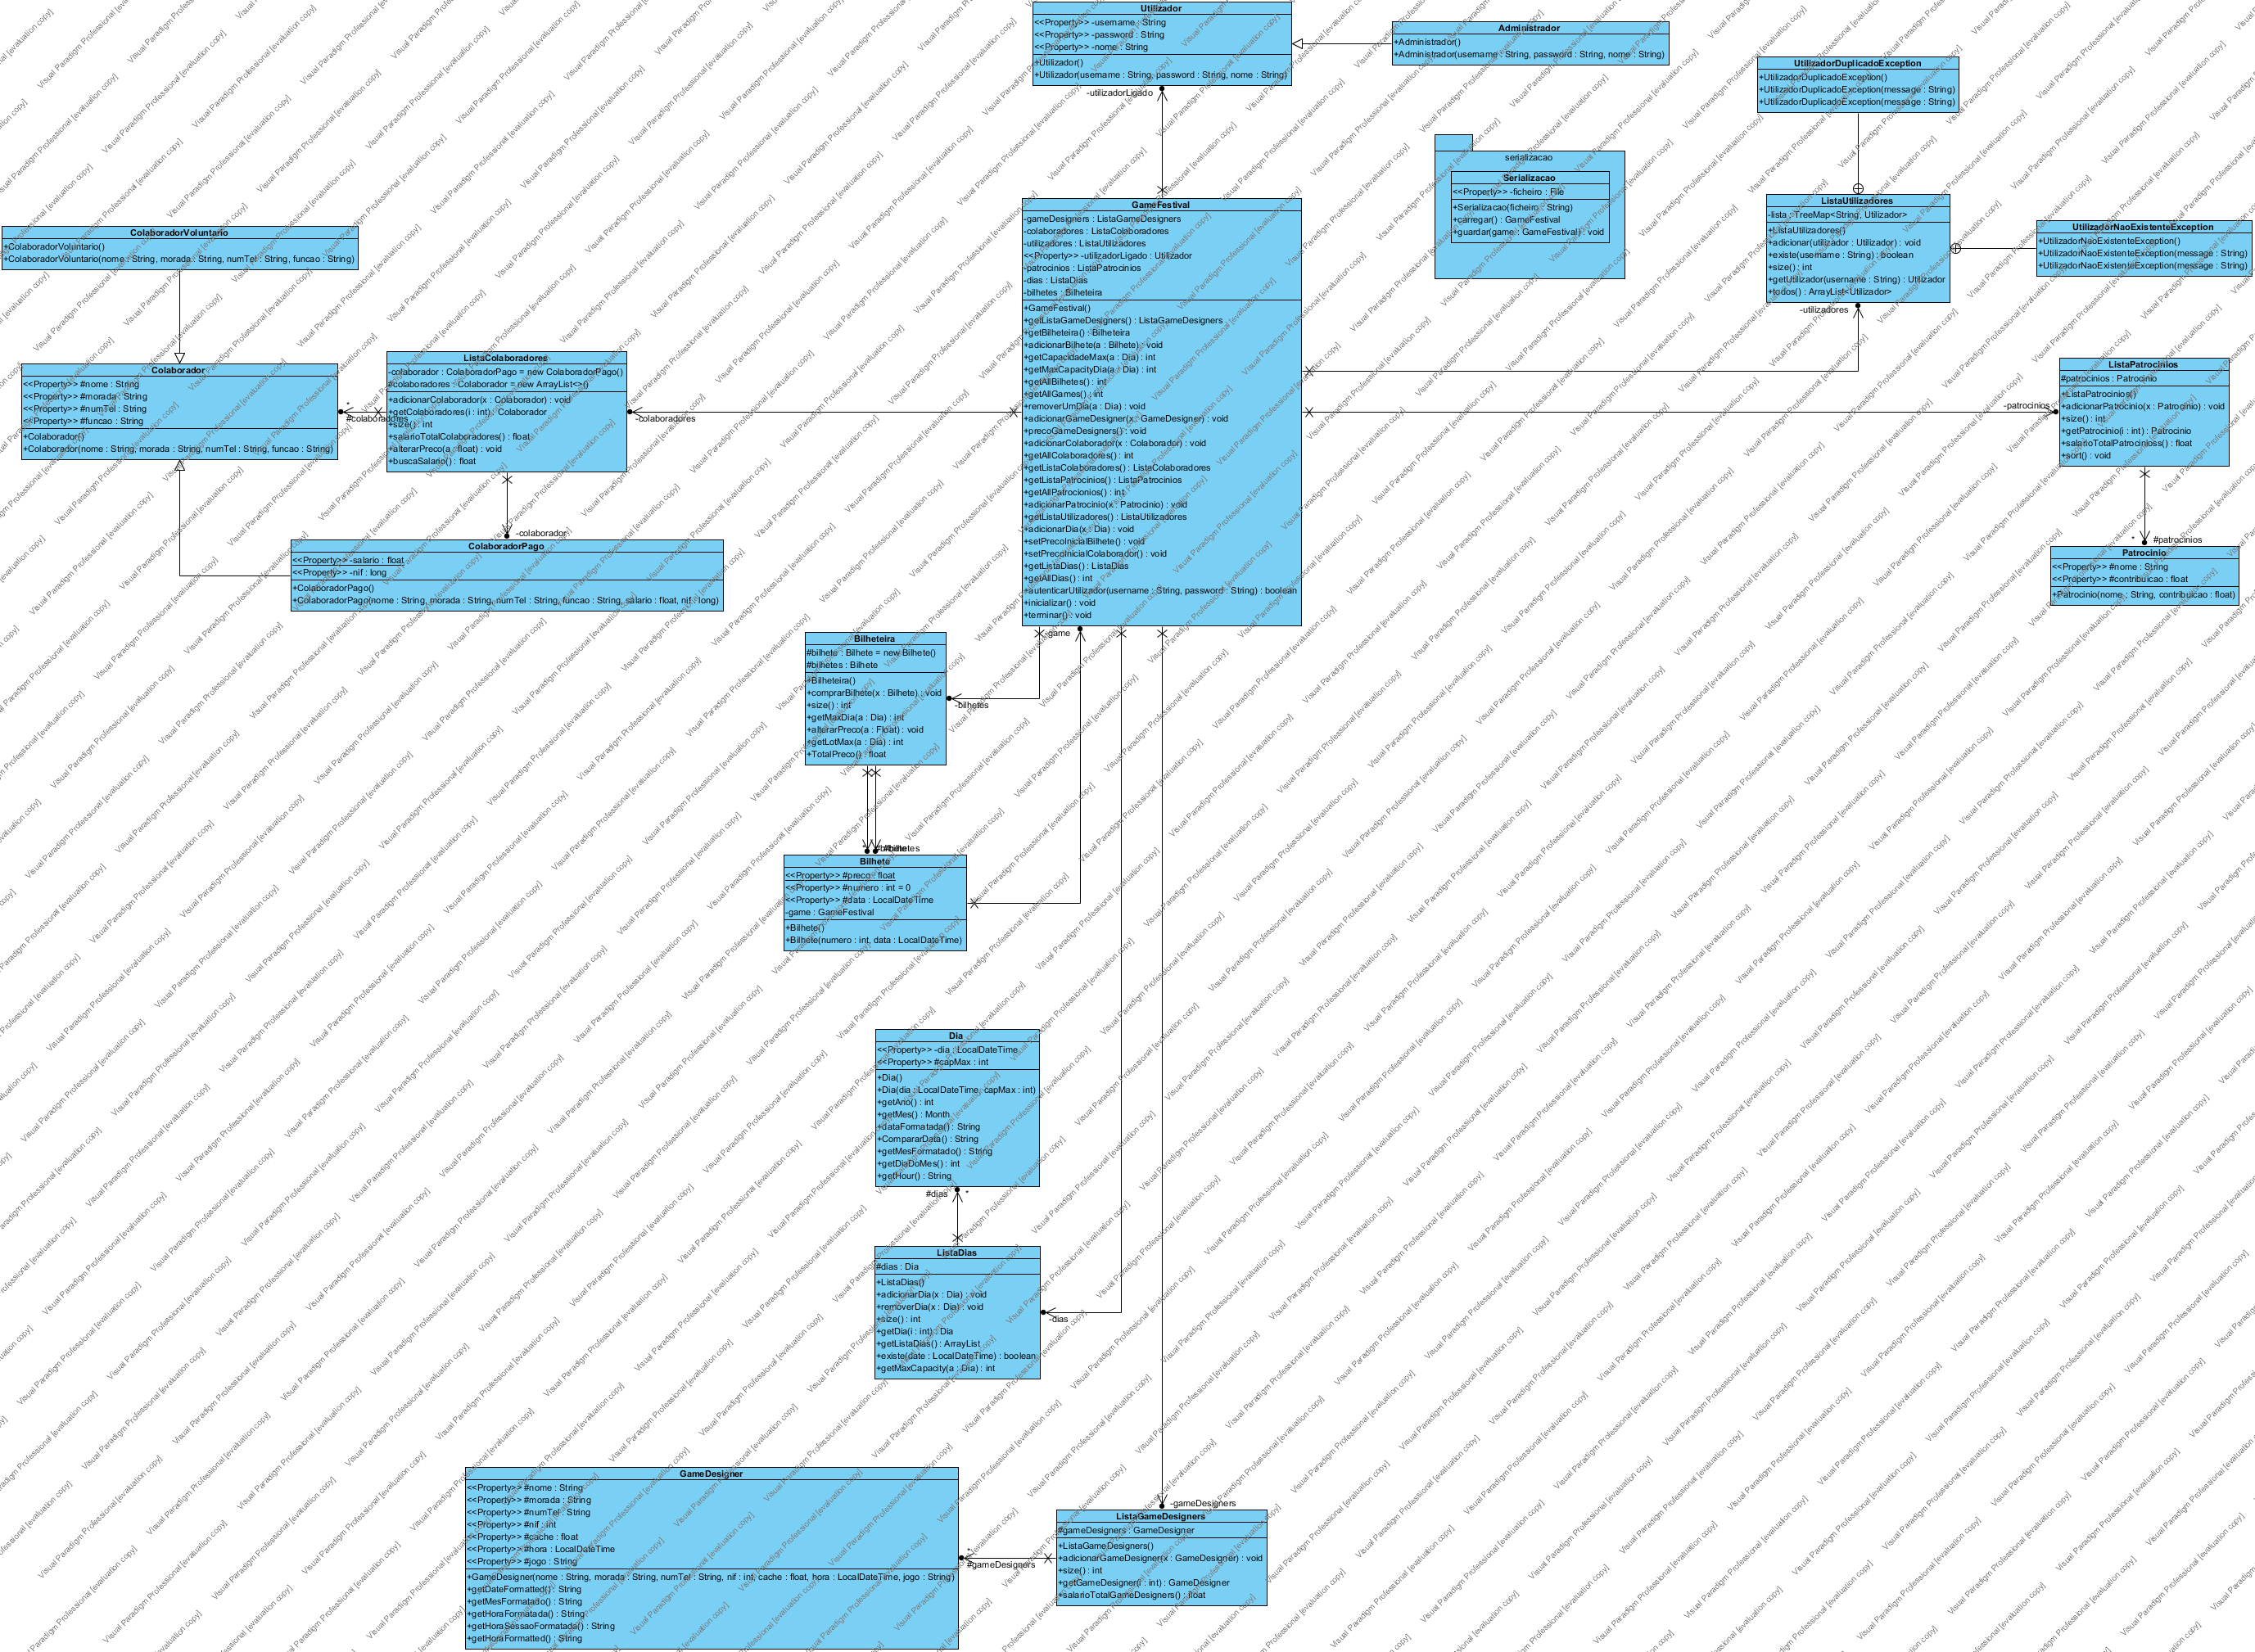 Utilizador
<<Property>> -username : String
<<Property>> -password : String
<<Property>> -nome : String
+Utilizador()
+Utilizador(username : String, password : String, nome : String)
-utilizadorLigado
Administrador
+Administrador()
+Administrador(username : String, password : String, nome : String)
UtilizadorDuplicadoException
+UtilizadorDuplicadoException()
+UtilizadorDuplicadoException(message : String)
+UtilizadorDuplicadoException(message : String)
serializacao
Serializacao
<<Property>> -ficheiro : File
+Serializacao(ficheiro : String)
+carregar() : GameFestival
+guardar(game : GameFestival) : void
ListaUtilizadores
-lista : TreeMap<String, Utilizador>
+ListaUtilizadores()
+adicionar(utilizador : Utilizador) : void
+existe(username : String) : boolean
+size() : int
+getUtilizador(username : String) : Utilizador
+todos() : ArrayList<Utilizador>
-utilizadores
UtilizadorNaoExistenteException
+UtilizadorNaoExistenteException()
+UtilizadorNaoExistenteException(message : String)
+UtilizadorNaoExistenteException(message : String)
GameFestival
-gameDesigners : ListaGameDesigners
-colaboradores : ListaColaboradores
-utilizadores : ListaUtilizadores
<<Property>> -utilizadorLigado : Utilizador
-patrocinios : ListaPatrocinios
-dias : ListaDias
-bilhetes : Bilheteira
+GameFestival()
+getListaGameDesigners() : ListaGameDesigners
+getBilheteira() : Bilheteira
+adicionarBilhete(a : Bilhete) : void
+getCapacidadeMax(a : Dia) : int
+getMaxCapacityDia(a : Dia) : int
+getAllBilhetes() : int
+getAllGames() : int
+removerUmDia(a : Dia) : void
+adicionarGameDesigner(x : GameDesigner) : void
+precoGameDesigners() : void
+adicionarColaborador(x : Colaborador) : void
+getAllColaboradores() : int
+getListaColaboradores() : ListaColaboradores
+getListaPatrocinios() : ListaPatrocinios
+getAllPatrocionios() : int
+adicionarPatrocinio(x : Patrocinio) : void
+getListaUtilizadores() : ListaUtilizadores
+adicionarDia(x : Dia) : void
+setPrecoInicialBilhete() : void
+setPrecoInicialColaborador() : void
+getListaDias() : ListaDias
+getAllDias() : int
+autenticarUtilizador(username : String, password : String) : boolean
+inicializar() : void
+terminar() : void
ColaboradorVoluntario
+ColaboradorVoluntario()
+ColaboradorVoluntario(nome : String, morada : String, numTel : String, funcao : String)
Colaborador
<<Property>> #nome : String
<<Property>> #morada : String
<<Property>> #numTel : String
<<Property>> #funcao : String
+Colaborador()
+Colaborador(nome : String, morada : String, numTel : String, funcao : String)
*
#colaboradores
ListaColaboradores
-colaborador : ColaboradorPago = new ColaboradorPago()
#colaboradores : Colaborador = new ArrayList<>()
+adicionarColaborador(x : Colaborador) : void
+getColaboradores(i : int) : Colaborador
+size() : int
+salarioTotalColaboradores() : float
+alterarPreco(a : float) : void
+buscaSalario() : float
-colaboradores
-colaborador
ColaboradorPago
<<Property>> -salario : float
<<Property>> -nif : long
+ColaboradorPago()
+ColaboradorPago(nome : String, morada : String, numTel : String, funcao : String, salario : float, nif : long)
-patrocinios
ListaPatrocinios
#patrocinios : Patrocinio
+ListaPatrocinios()
+adicionarPatrocinio(x : Patrocinio) : void
+size() : int
+getPatrocinio(i : int) : Patrocinio
+salarioTotalPatrocinioss() : float
+sort() : void
*
#patrocinios
Patrocinio
<<Property>> #nome : String
<<Property>> #contribuicao : float
+Patrocinio(nome : String, contribuicao : float)
Bilheteira
#bilhete : Bilhete = new Bilhete()
#bilhetes : Bilhete
+Bilheteira()
+comprarBilhete(x : Bilhete) : void
+size() : int
+getMaxDia(a : Dia) : int
+alterarPreco(a : Float) : void
+getLotMax(a : Dia) : int
+TotalPreco() : float
-game
-bilhetes
Bilhete
<<Property>> #preco : float
<<Property>> #numero : int = 0
<<Property>> #data : LocalDateTime
-game : GameFestival
+Bilhete()
+Bilhete(numero : int, data : LocalDateTime)
Dia
<<Property>> -dia : LocalDateTime
<<Property>> #capMax : int
+Dia()
+Dia(dia : LocalDateTime, capMax : int)
+getAno() : int
+getMes() : Month
+dataFormatada() : String
+CompararData() : String
+getMesFormatado() : String
+getDiaDoMes() : int
+getHour() : String
#dias
*
ListaDias
#dias : Dia
+ListaDias()
+adicionarDia(x : Dia) : void
+removerDia(x : Dia) : void
+size() : int
+getDia(i : int) : Dia
+getListaDias() : ArrayList
+existe(date : LocalDateTime) : boolean
+getMaxCapacity(a : Dia) : int
-dias
GameDesigner
<<Property>> #nome : String
<<Property>> #morada : String
<<Property>> #numTel : String
<<Property>> #nif : int
<<Property>> #cache : float
<<Property>> #hora : LocalDateTime
<<Property>> #jogo : String
+GameDesigner(nome : String, morada : String, numTel : String, nif : int, cache : float, hora : LocalDateTime, jogo : String)
+getDateFormatted() : String
+getMesFormatado() : String
+getHoraFormatada() : String
+getHoraSessaoFormatada() : String
+getHoraFormatted() : String
*
#gameDesigners
-gameDesigners
ListaGameDesigners
#gameDesigners : GameDesigner
+ListaGameDesigners()
+adicionarGameDesigner(x : GameDesigner) : void
+size() : int
+getGameDesigner(i : int) : GameDesigner
+salarioTotalGameDesigners() : float
Visual Paradigm Professional [evaluation copy]